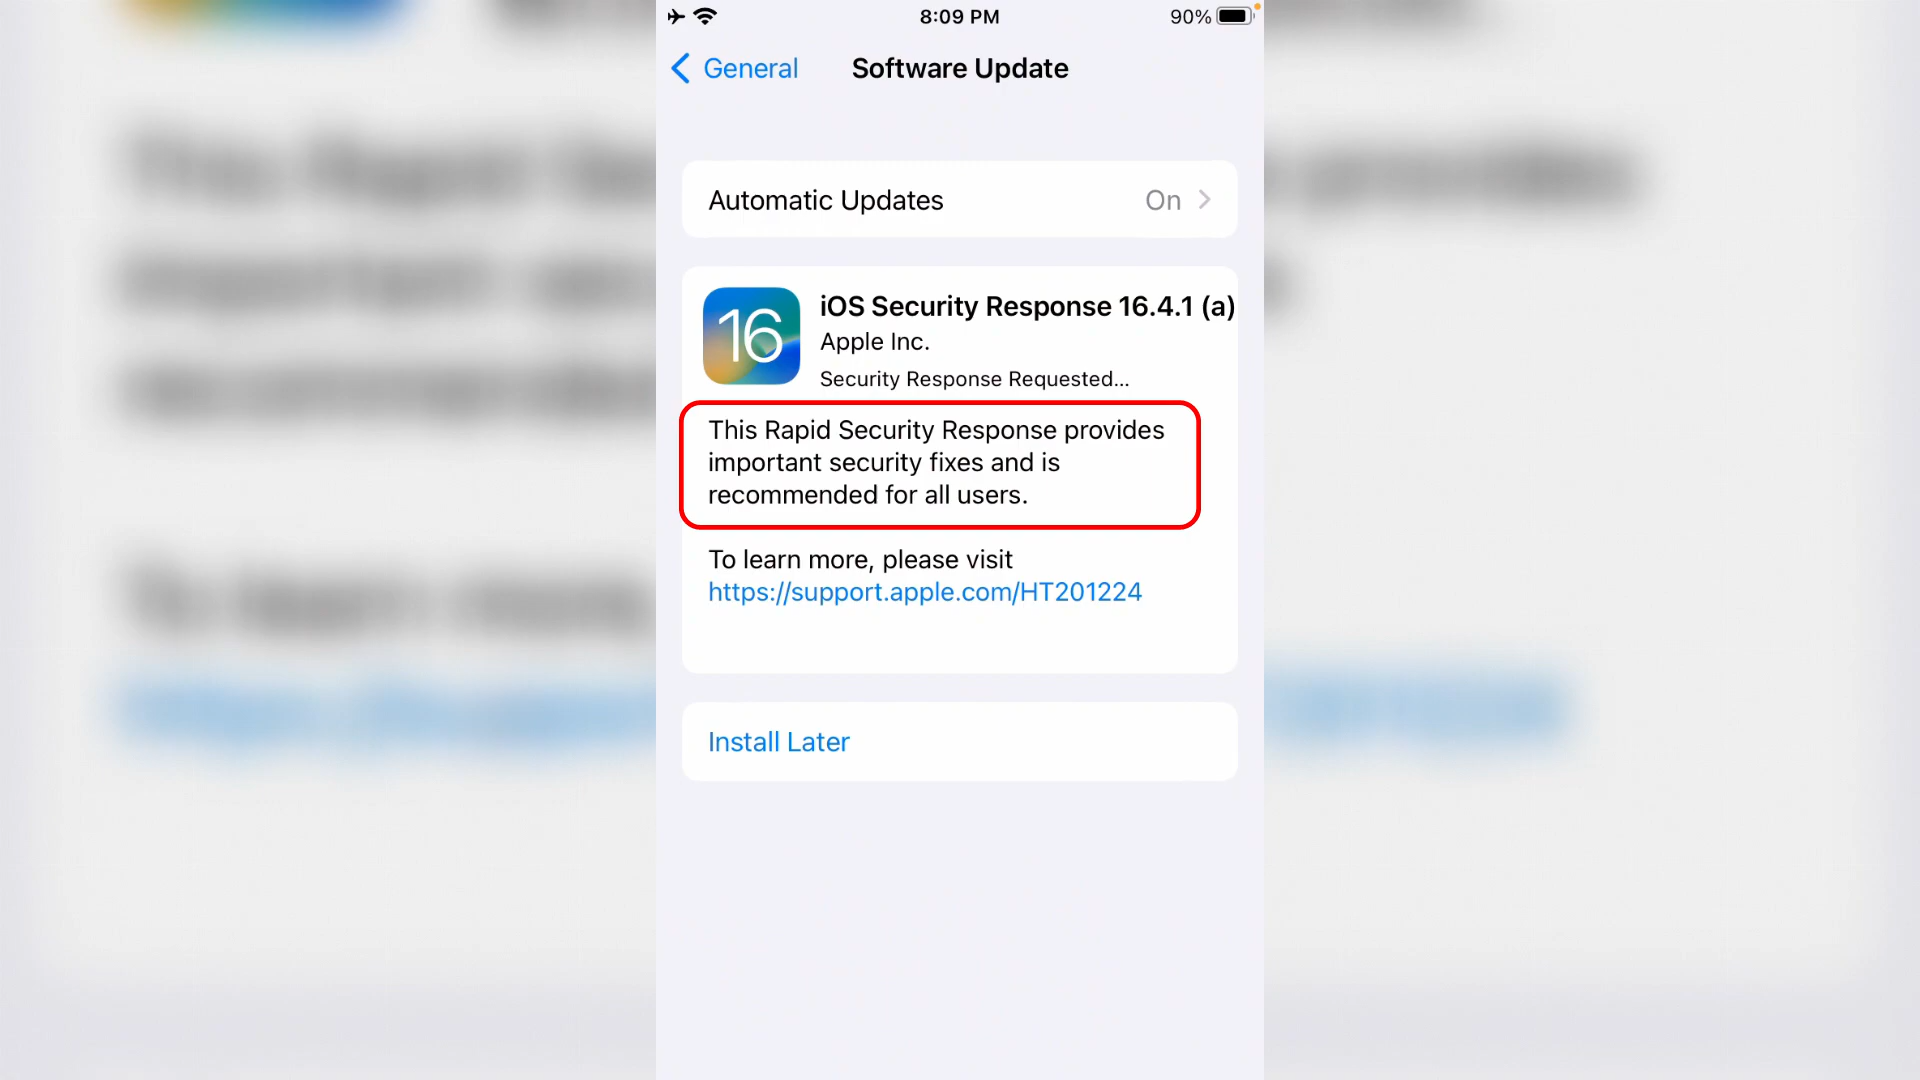 8:09 PM
90%
General
Software Update
Automatic Updates
On
16
iOS Security Response 16.4.1 (a)
Apple Inc.
Security Response Requested...
This Rapid Security Response provides
important security fixes and is
recommended for all users.
To learn more, please visit
https://support.apple.com/HT201224
Install Later